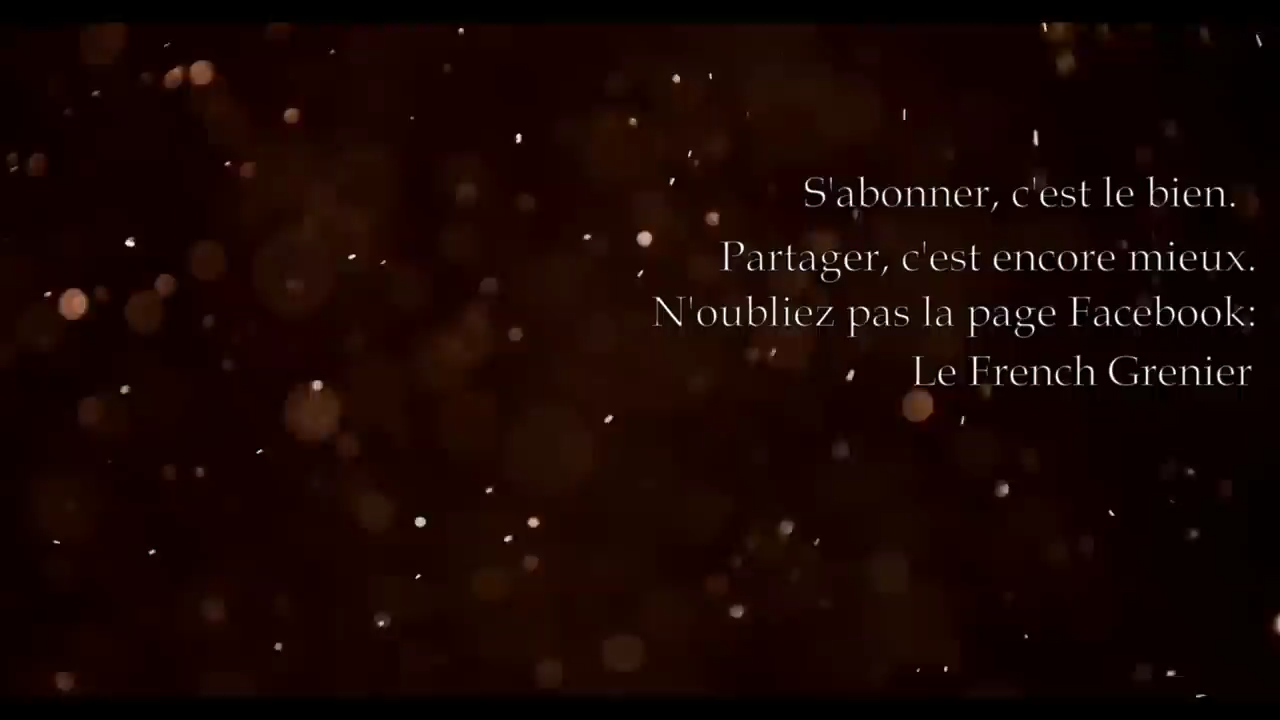 S'abonner, c'est le bien.
Partager, c'est encore mieux.
N'oubliez pas la page Facebook:
Le French Grenier